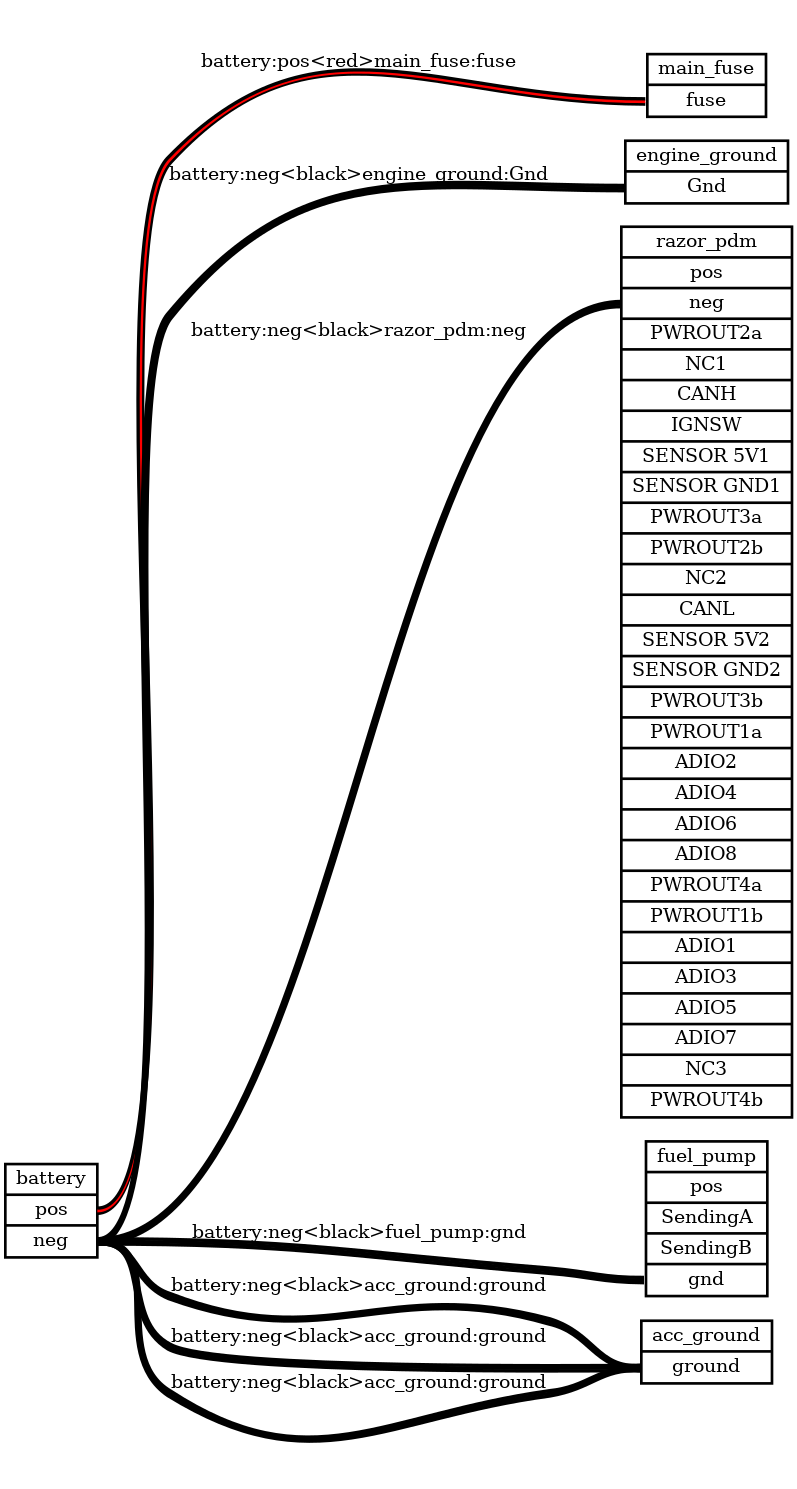 battery:pos<red>main_fuse:fuse
main_fuse
fuse
battery:neg<black>engine_ground:Gnd
engine_ground
Gnd
battery:neg<black>razor_pdm:neg
razor_pdm
pos
neg
PWROUT2a
NC1
CANH
IGNSW
SENSOR 5V1
SENSOR GND1
PWROUT3a
PWROUT2b
NC2
CANL
SENSOR 5V2
SENSOR GND2
PWROUT3b
PWROUT1a
ADIO2
ADIO4
ADIO6
ADIO8
PWROUT4a
PWROUT1b
ADIO1
ADIO3
ADIO5
ADIO7
NC3
PWROUT4b
battery
pos
neg
battery:neg<black>fuel_pump:gnd
fuel_pump
pos
SendingA
SendingB
gnd
battery:neg<black>acc_ground:ground
battery:neg<black>acc_ground:ground
battery:neg<black>acc_ground:ground
acc_ground
ground